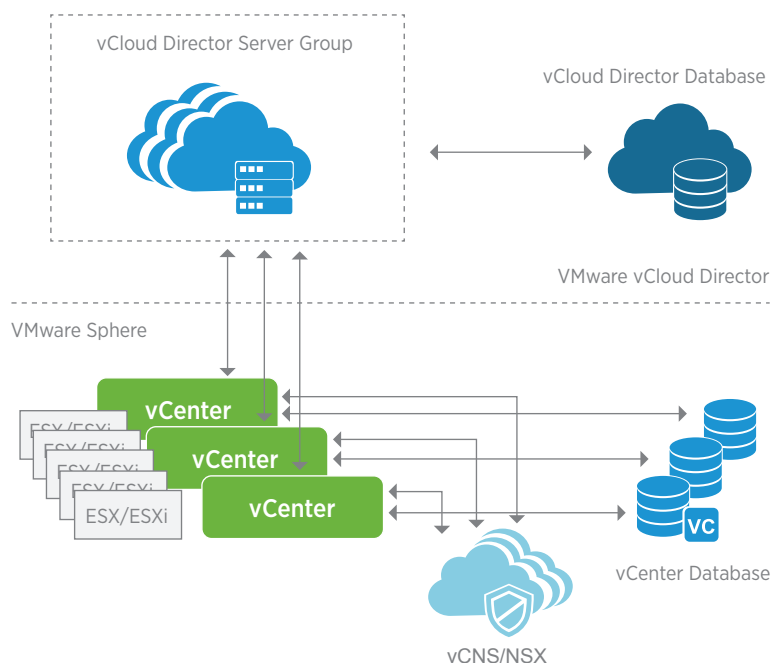 vCloud Director Server Group
vCloud Director Database
VMware vCloud Director
VMware Sphere
vCenter
ESX/ESXi
ESX/ESXi
vCenter
ESX/ESXi
ESX/ESXi
vCenter
ESX/ESXi
VC
vCenter Database
vCNS/NSX